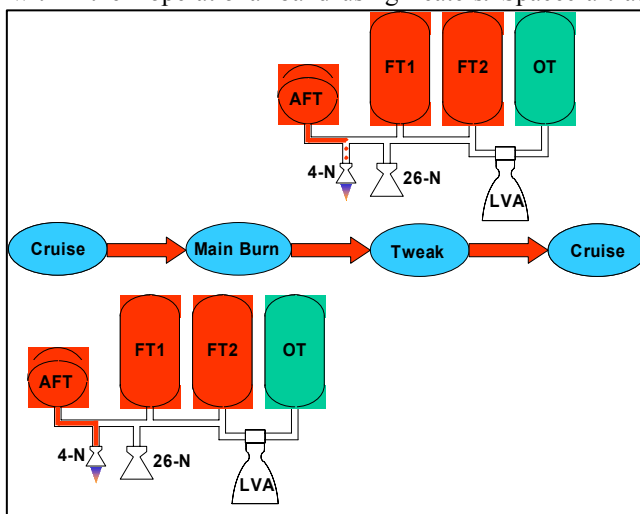 FT1 FT2 OT
AFT
4-N 26-N
LVA
Cruise Main Burn Tweak Cruise
FT1 FT2 OT
AFT
4-N 26-N
LVA